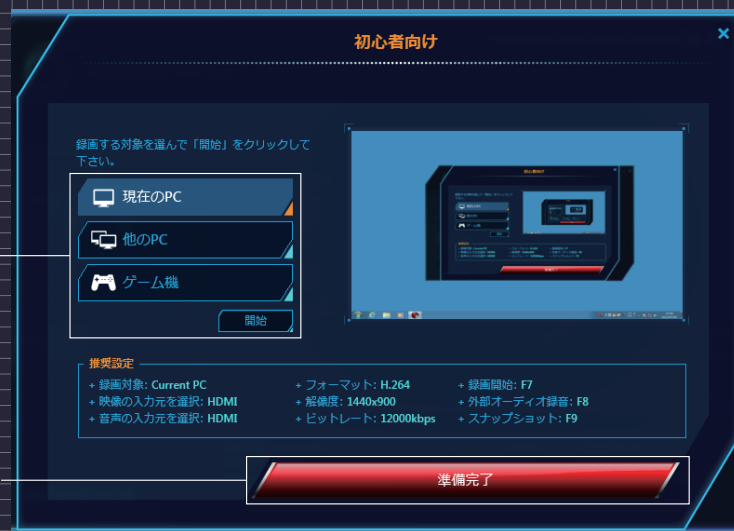 初心者向け
録画する対象を選んで「開始」をクリックして
下さい。
現在のPC
他のPC
ゲーム機
開始
推奨設定
+ 録画対象: Current PC
+ フォーマット: H.264
+ 録画開始: F7
+ 映像の入力元を選択: HDMI
+ 解像度: 1440x900
+ 外部オーディオ録音: F8
+ 音声の入力元を選択: HDMI
+ ビットレート: 12000kbps
+ スナップショット: F9
準備完了